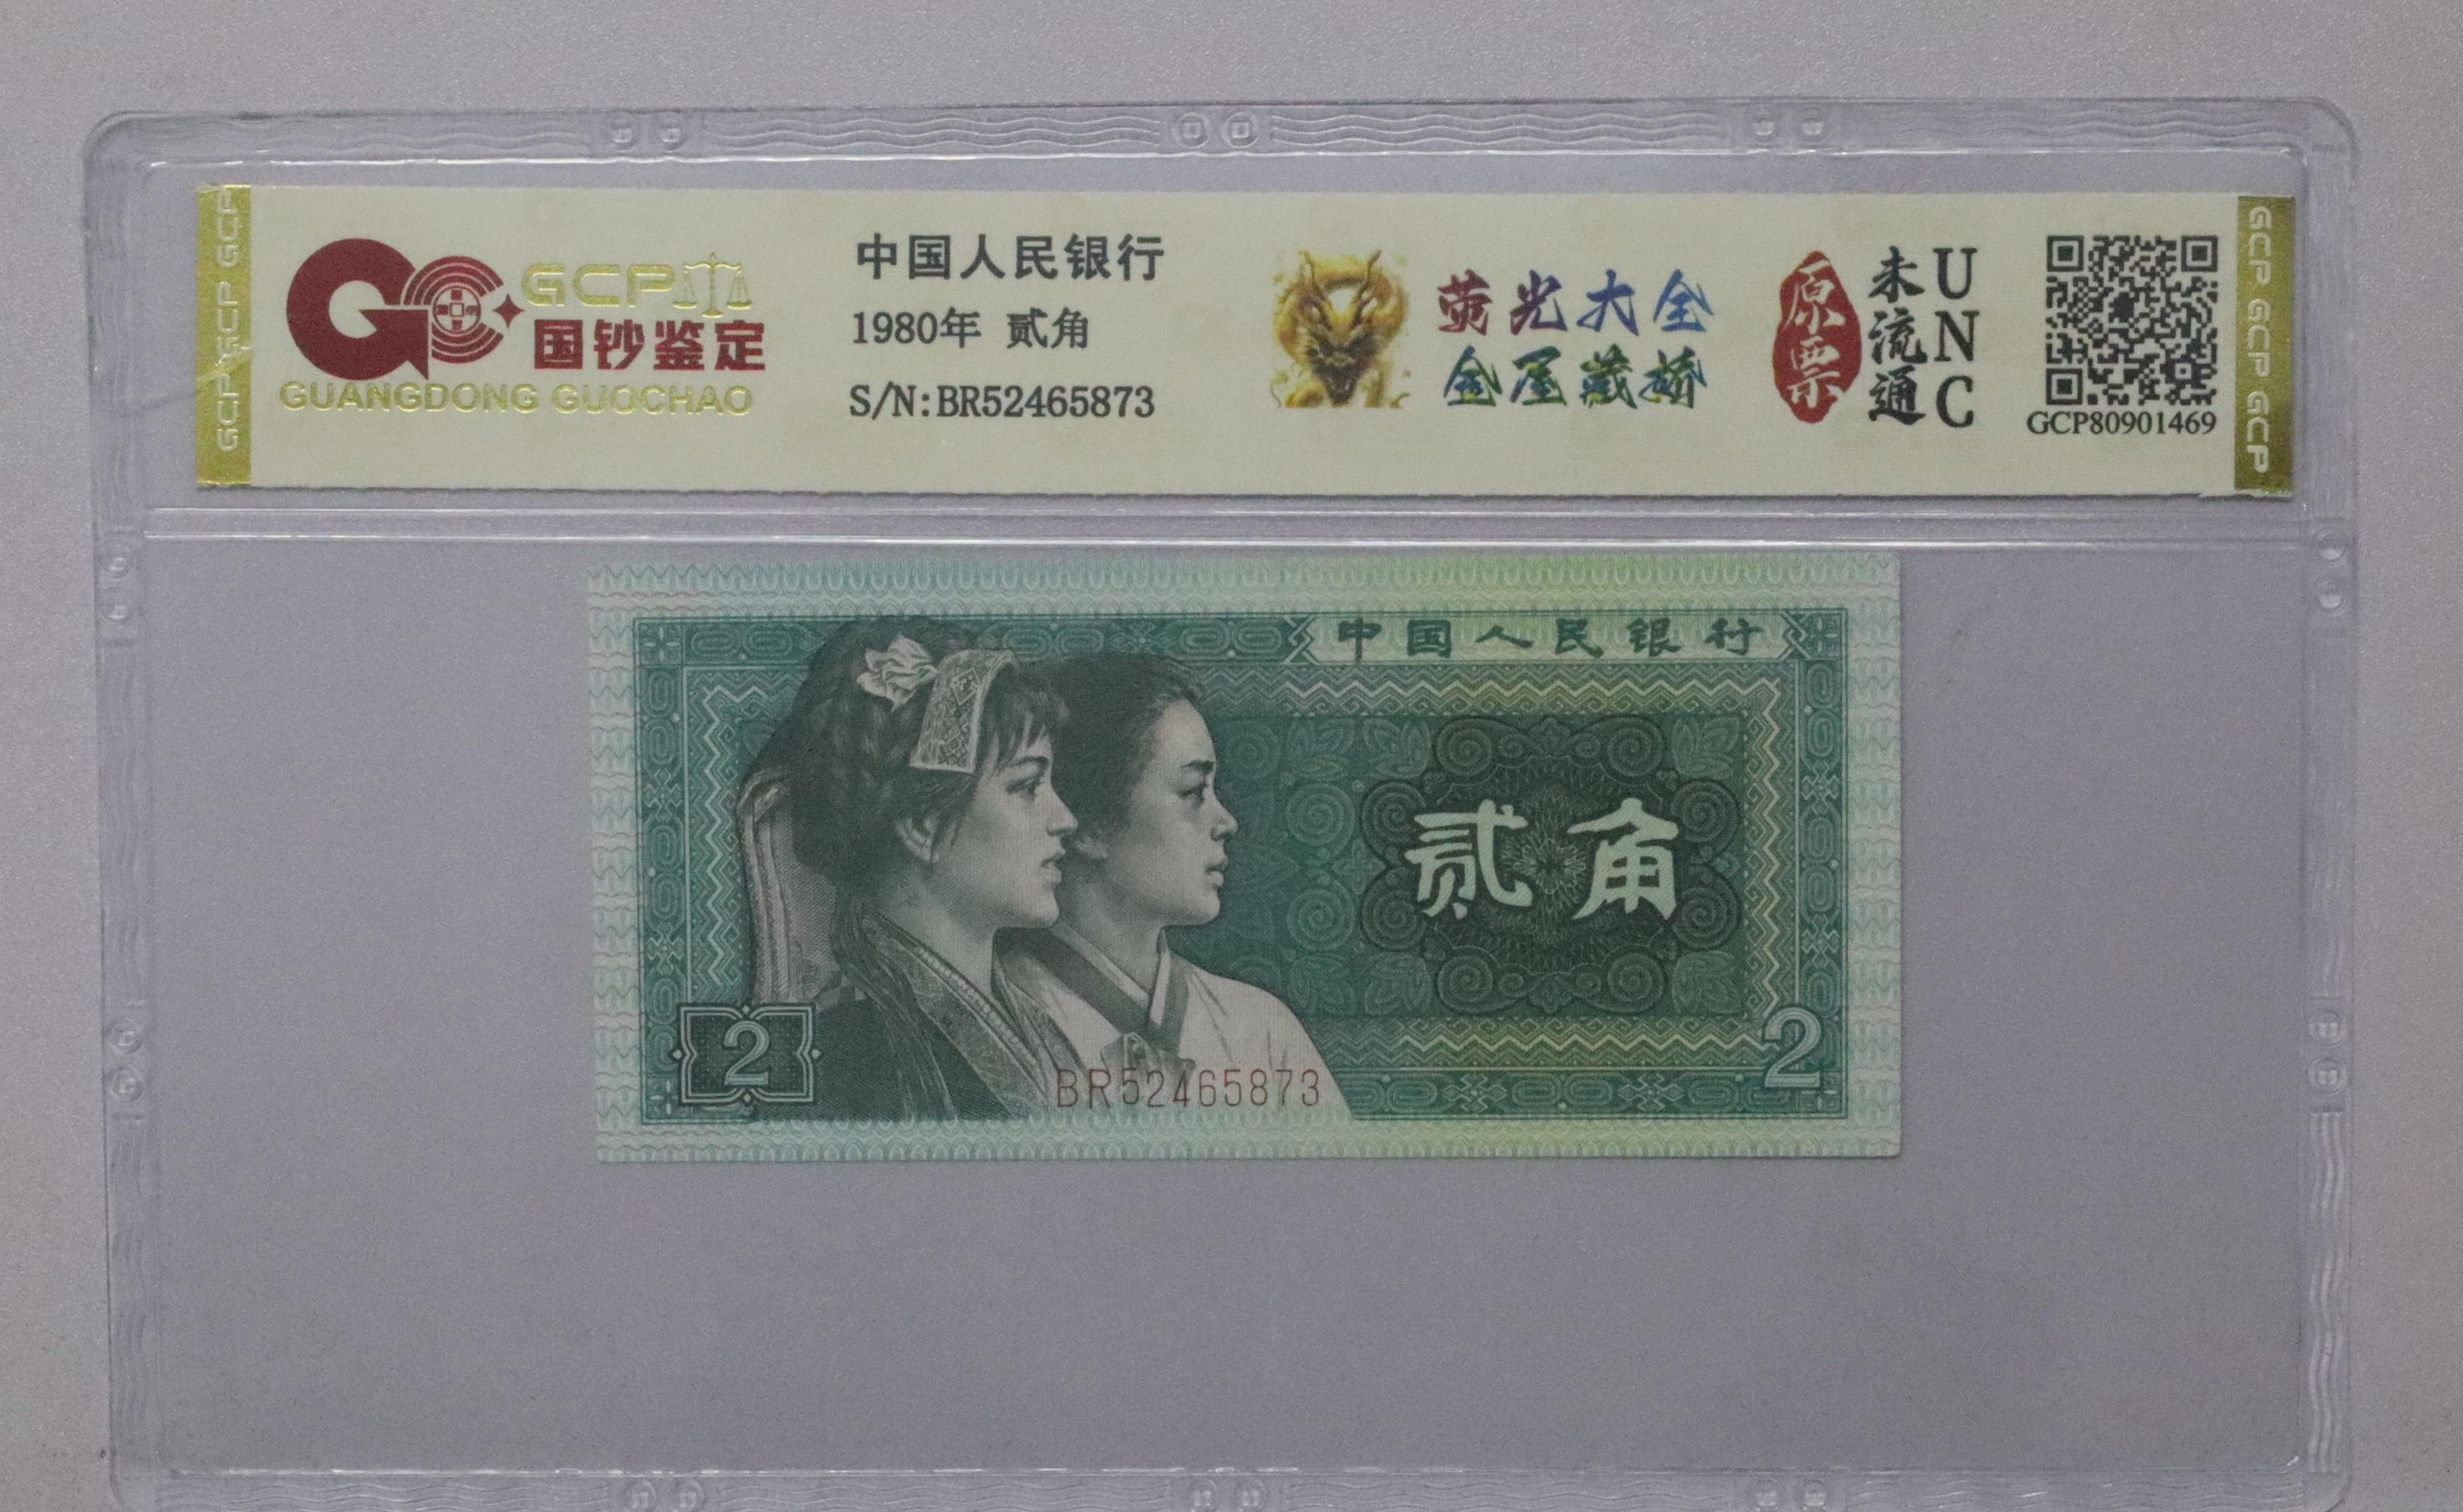 GCP GCP GCP
GCP
国钞鉴定
GUANGDONG GUOCHAO
中国人民银行
1980年 贰角
S/N:BR52465873
荧光大全
金屋藏娇
原票
未流通
UNC
GCP80901469
GCP GCP GCP
中国人民银行
贰角
2
BR52465873
2